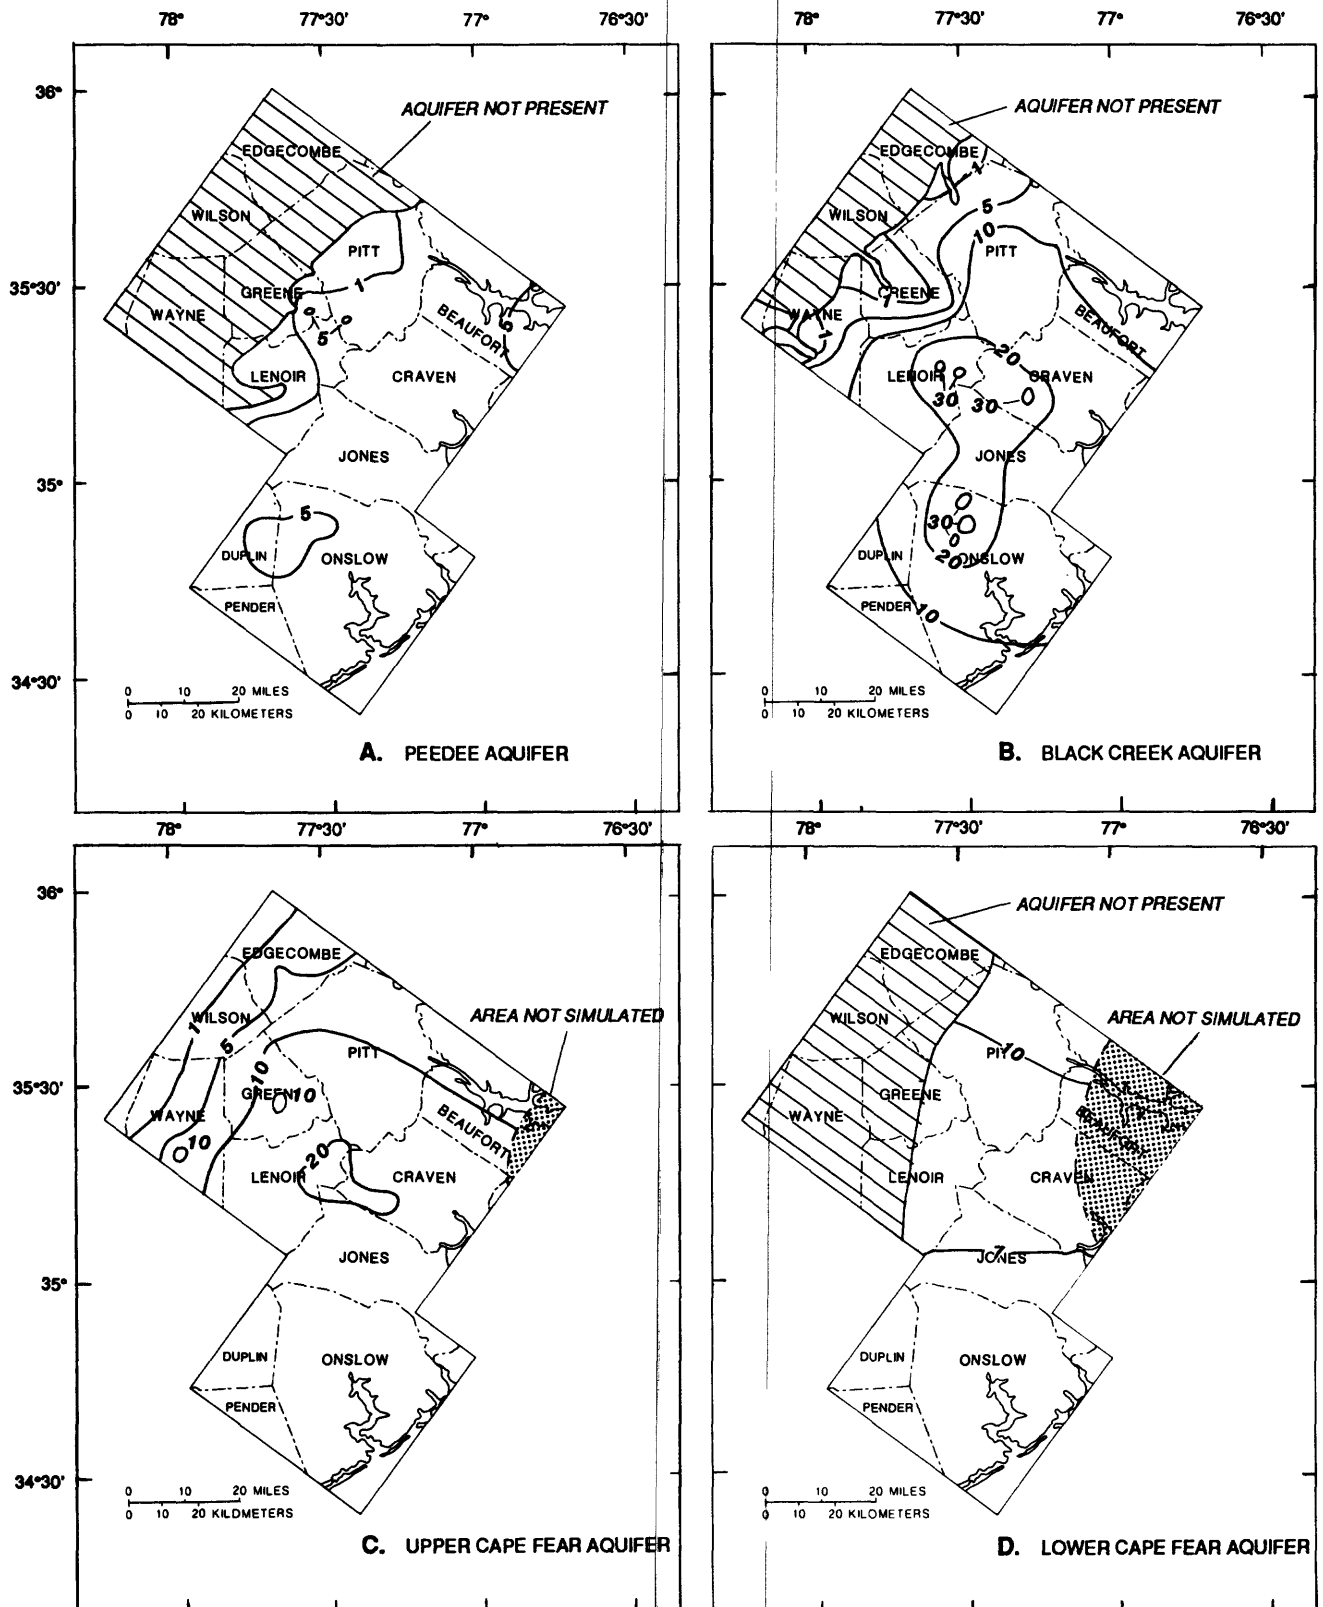 78° 77°30' 77° 76°30' 78° 77°30' 77° 76°30'
36°
AQUIFER NOT PRESENT
EDGECOMBE
WILSON
PITT
35°30'
GREENE
1
WAYNE
5
BEAUFORT
5
LENOIR
CRAVEN
JONES
35°
5
DUPLIN
ONSLOW
PENDER
34°30'
0 10 20 MILES
0 10 20 KILOMETERS
A. PEEDEE AQUIFER
AQUIFER NOT PRESENT
EDGECOMBE
1
5
WILSON
10
PITT
GREENE
1
WAYNE
1
BEAUFORT
20
LENOIR
CRAVEN
30
30
JONES
30
DUPLIN
20
ONSLOW
PENDER
10
0 10 20 MILES
0 10 20 KILOMETERS
B. BLACK CREEK AQUIFER
78° 77°30' 77° 76°30' 78° 77°30' 77° 76°30'
36°
EDGECOMBE
AREA NOT SIMULATED
WILSON
1
5
PITT
10
35°30'
GREENE
10
WAYNE
BEAUFORT
10
20
LENOIR
CRAVEN
JONES
35°
DUPLIN
ONSLOW
PENDER
34°30'
0 10 20 MILES
0 10 20 KILDMETERS
C. UPPER CAPE FEAR AQUIFER
AQUIFER NOT PRESENT
EDGECOMBE
AREA NOT SIMULATED
WILSON
10
GREENE
WAYNE
BEAUFORT
LENOIR
CRAVEN
7
JONES
DUPLIN
ONSLOW
PENDER
0 10 20 MILES
0 10 20 KILOMETERS
D. LOWER CAPE FEAR AQUIFER